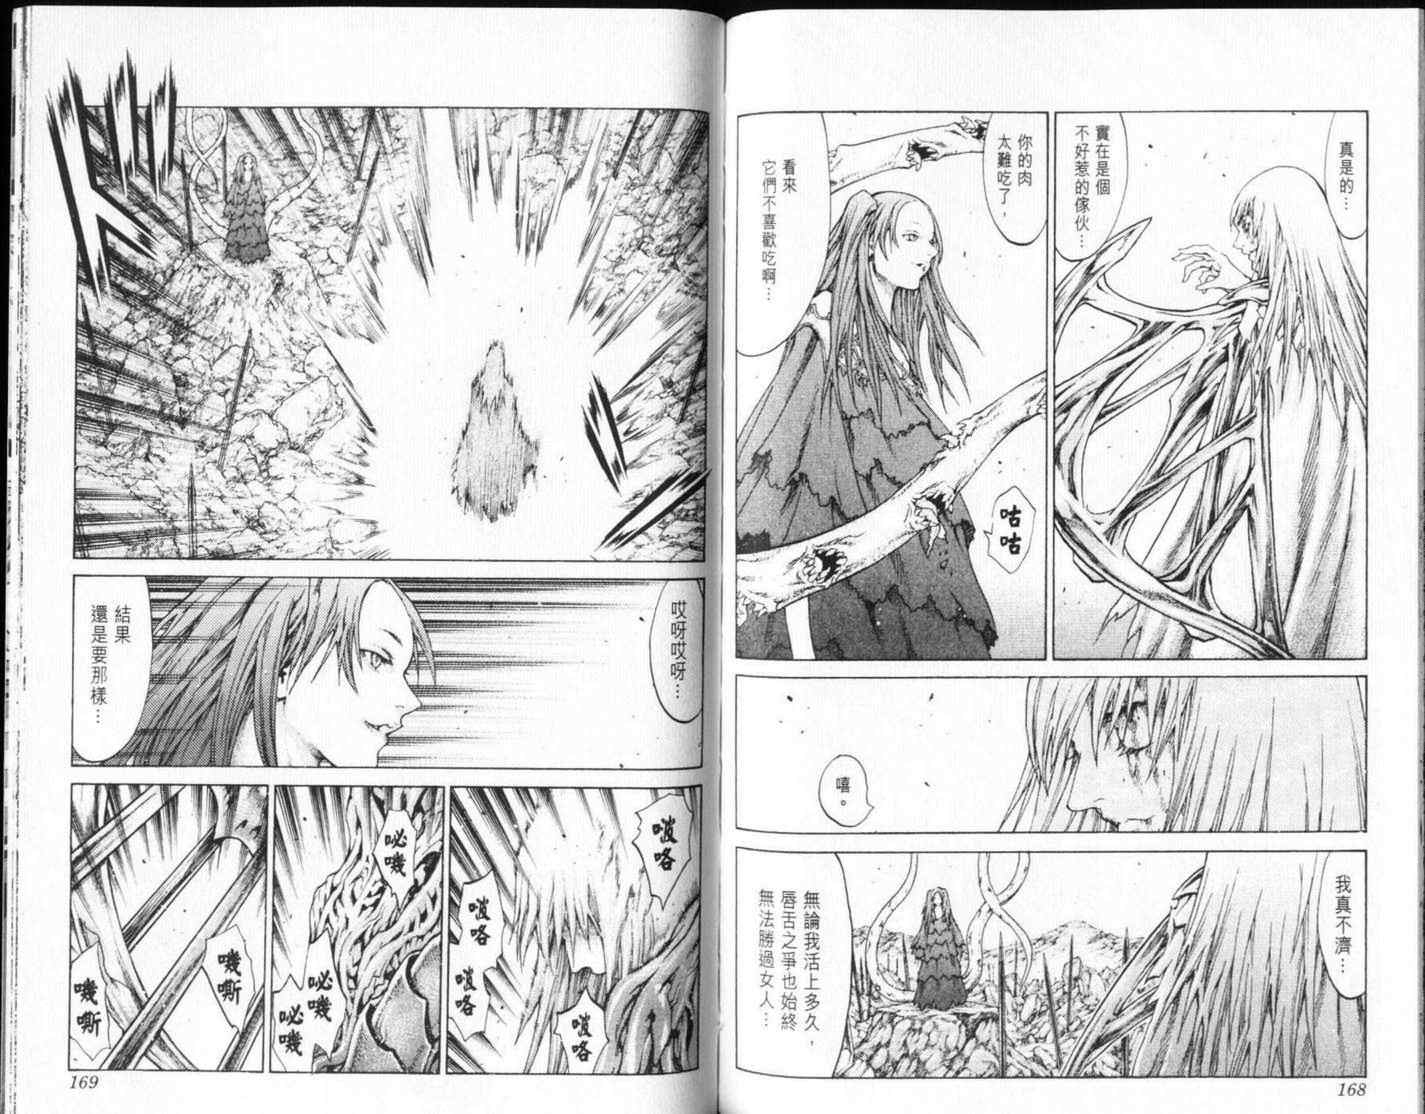 真是的…
實在是個
不好惹的傢伙…
你的肉
太難吃了，
看來
它們不喜歡吃啊…
咕咕
嘻。
我真不濟…
無論我活上多久，
唇舌之爭也始終
無法勝過女人…
168
哎呀哎呀…
結果
還是要那樣…
啵咯
啵咯
啵咯
啵咯
咇嘰
咇嘰
咇嘰
嘰嘶
嘰嘶
169